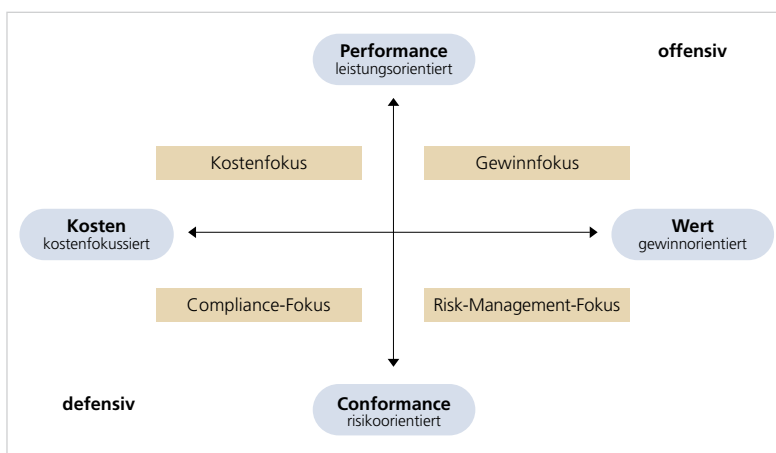 Performance
leistungsorientiert
offensiv
Kostenfokus
Gewinnfokus
Kosten
kostenfokussiert
Wert
gewinnorientiert
Compliance-Fokus
Risk-Management-Fokus
defensiv
Conformance
risikoorientiert